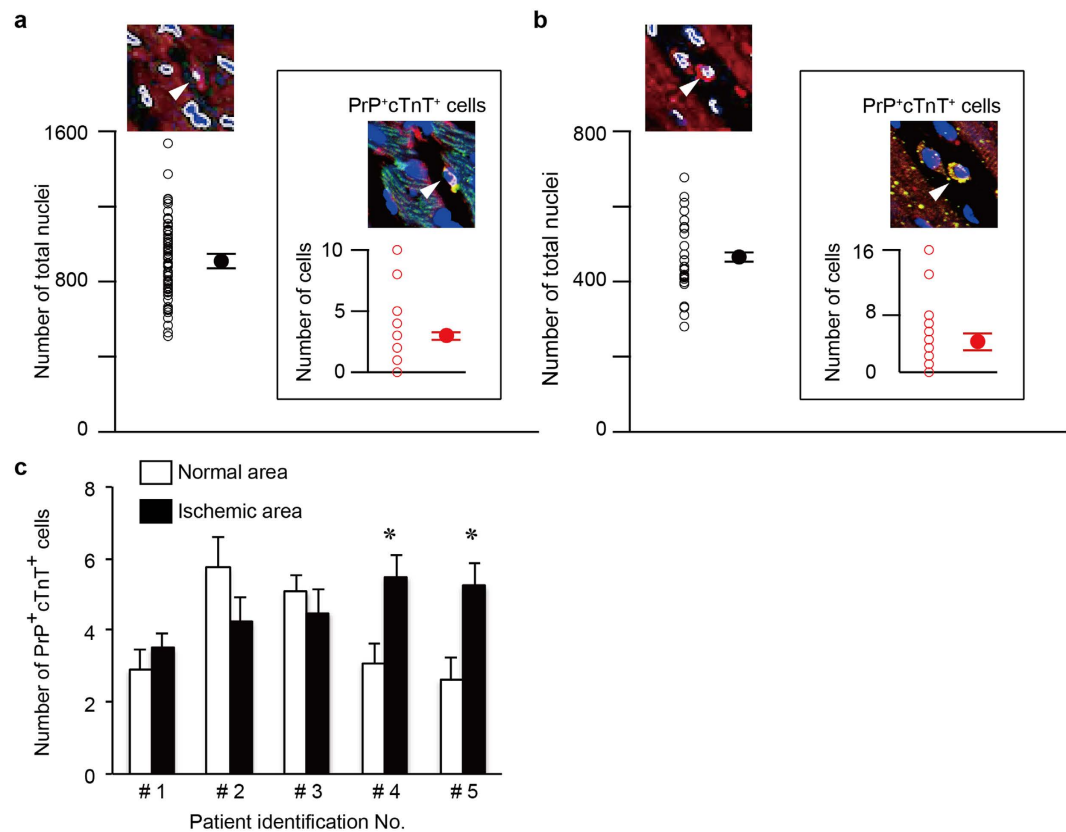 a
Number of total nuclei
1600
800
0
PrP⁺cTnT⁺ cells
Number of cells
10
5
0
b
Number of total nuclei
800
400
0
PrP⁺cTnT⁺ cells
Number of cells
16
8
0
c
Number of PrP⁺cTnT⁺ cells
8
6
4
2
0
Normal area
Ischemic area
*
*
# 1 # 2 # 3 # 4 # 5
Patient identification No.